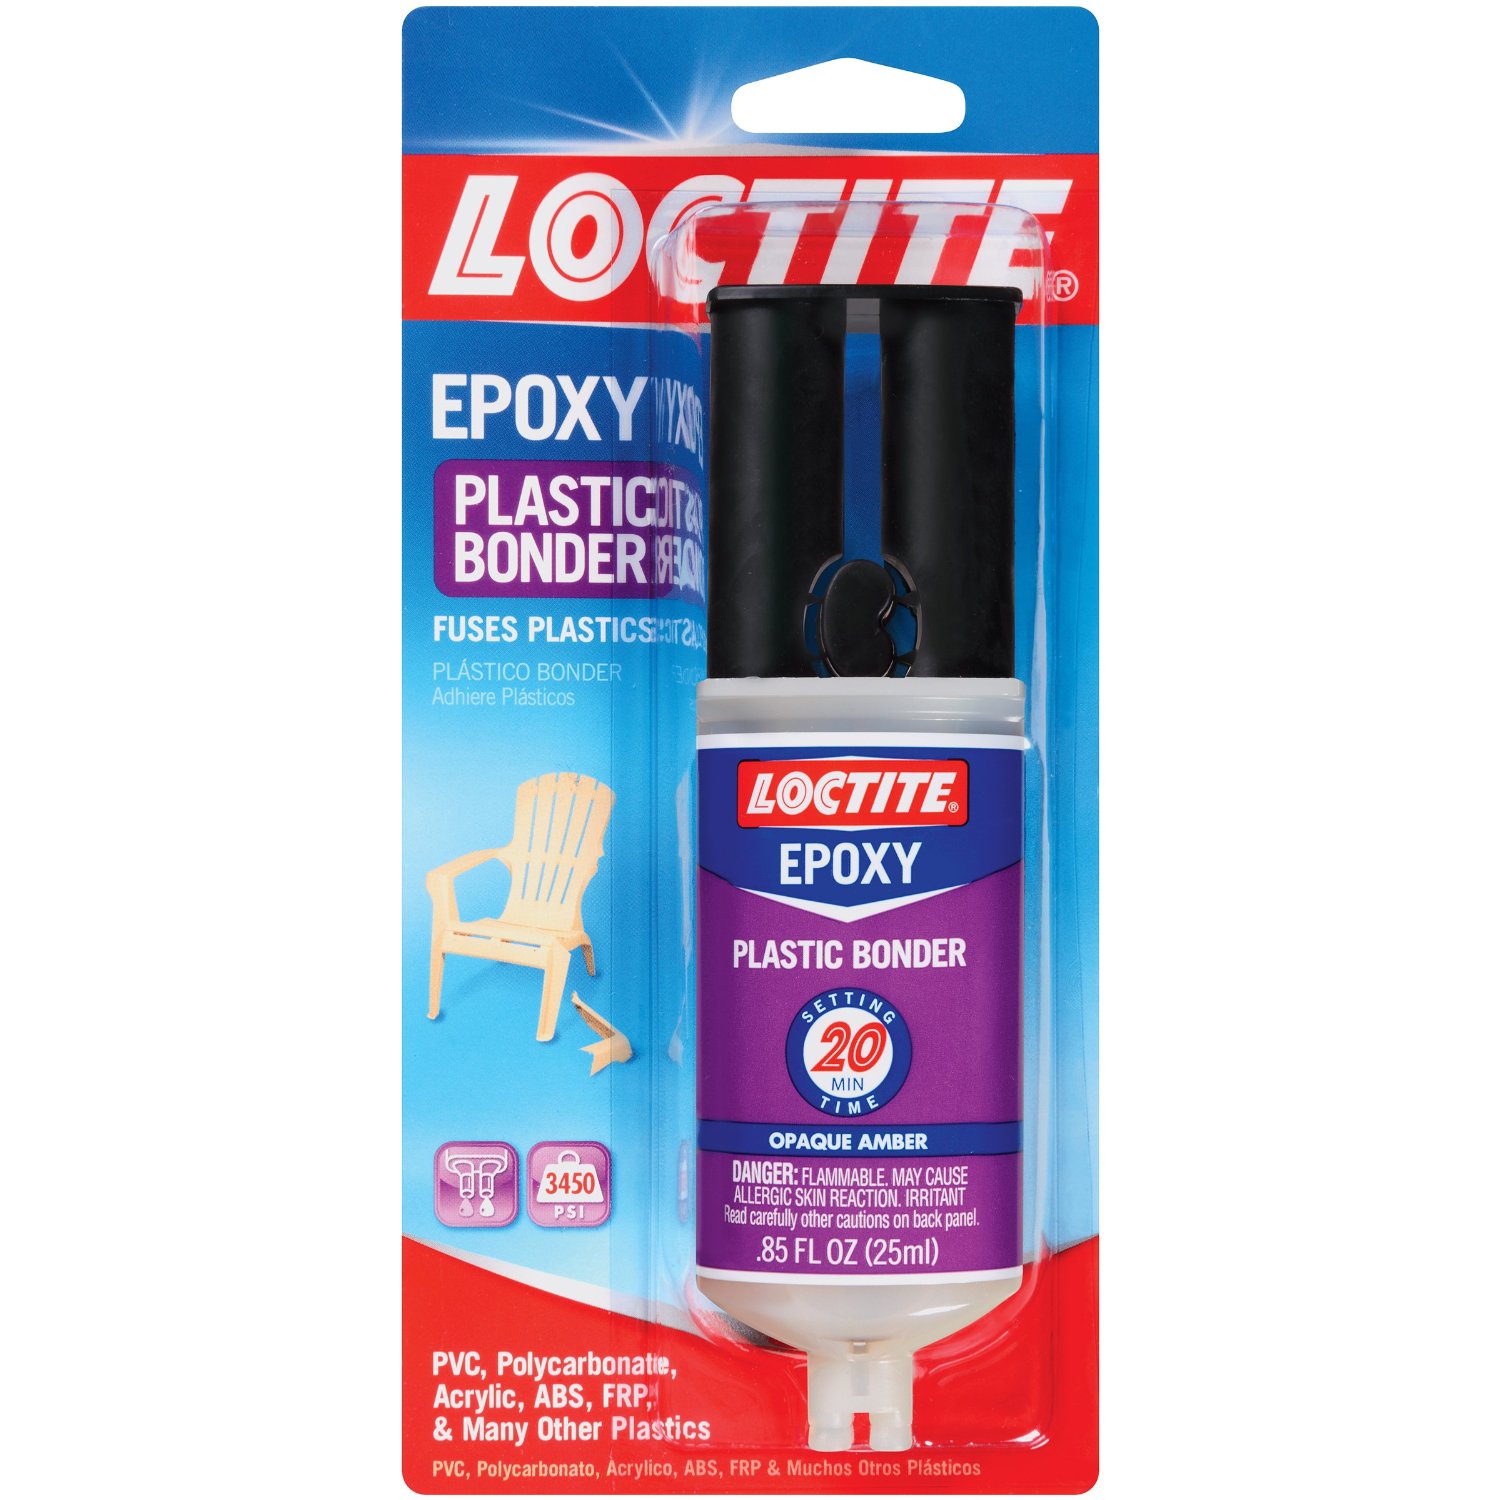 LOCTITE®
EPOXY
PLASTIC
BONDER
FUSES PLASTICS
PLÁSTICO BONDER
Adhiere Plásticos
LOCTITE®
EPOXY
PLASTIC BONDER
SETTING
20
MIN
TIME
OPAQUE AMBER
DANGER: FLAMMABLE. MAY CAUSE
ALLERGIC SKIN REACTION. IRRITANT
Read carefully other cautions on back panel.
.85 FL OZ (25ml)
3450
PSI
PVC, Polycarbonate,
Acrylic, ABS, FRP,
& Many Other Plastics
PVC, Polycarbonato, Acrylico, ABS, FRP & Muchos Otros Plásticos